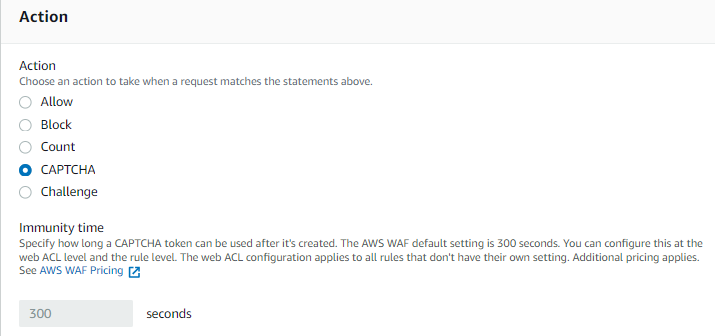 Action
Action
Choose an action to take when a request matches the statements above.
Allow
Block
Count
CAPTCHA
Challenge
Immunity time
Specify how long a CAPTCHA token can be used after it's created. The AWS WAF default setting is 300 seconds. You can configure this at the
web ACL level and the rule level. The web ACL configuration applies to all rules that don't have their own setting. Additional pricing applies.
See AWS WAF Pricing
300 seconds